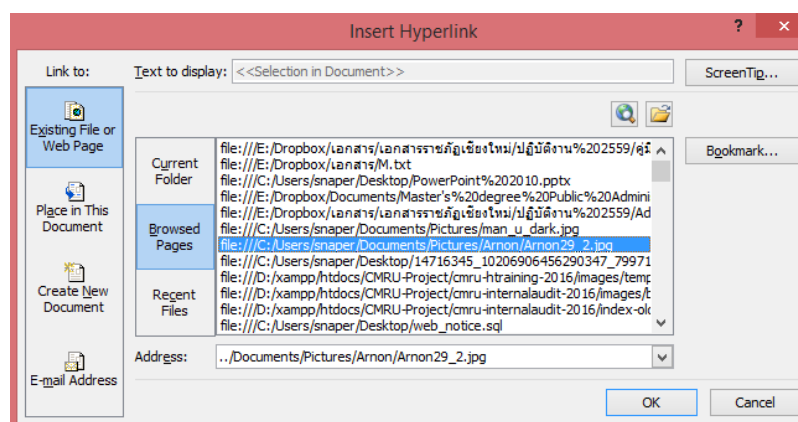 Insert Hyperlink
?
×
Link to:
Text to display: <<Selection in Document>>
ScreenTip...
Existing File or
Web Page
Place in This
Document
Create New
Document
E-mail Address
Current
Folder
Browsed
Pages
Recent
Files
file:///E:/Dropbox/เอกสาร/เอกสารราชภัฏเชียงใหม่/ปฏิบัติงาน%202559/คู่มื
file:///E:/Dropbox/เอกสาร/M.txt
file:///C:/Users/snaper/Desktop/PowerPoint%202010.pptx
file:///E:/Dropbox/Documents/Master's%20degree%20Public%20Admini
file:///E:/Dropbox/เอกสาร/เอกสารราชภัฏเชียงใหม่/ปฏิบัติงาน%202559/Ad
file:///C:/Users/snaper/Documents/Pictures/man_u_dark.jpg
file:///C:/Users/snaper/Documents/Pictures/Arnon/Arnon29_2.jpg
file:///C:/Users/snaper/Desktop/14716345_10206906456290347_79971
file:///D:/xampp/htdocs/CMRU-Project/cmru-htraining-2016/images/temp
file:///D:/xampp/htdocs/CMRU-Project/cmru-internalaudit-2016/images/b
file:///D:/xampp/htdocs/CMRU-Project/cmru-internalaudit-2016/index-old
file:///C:/Users/snaper/Desktop/web_notice.sql
Bookmark...
Address: ../Documents/Pictures/Arnon/Arnon29_2.jpg
OK
Cancel